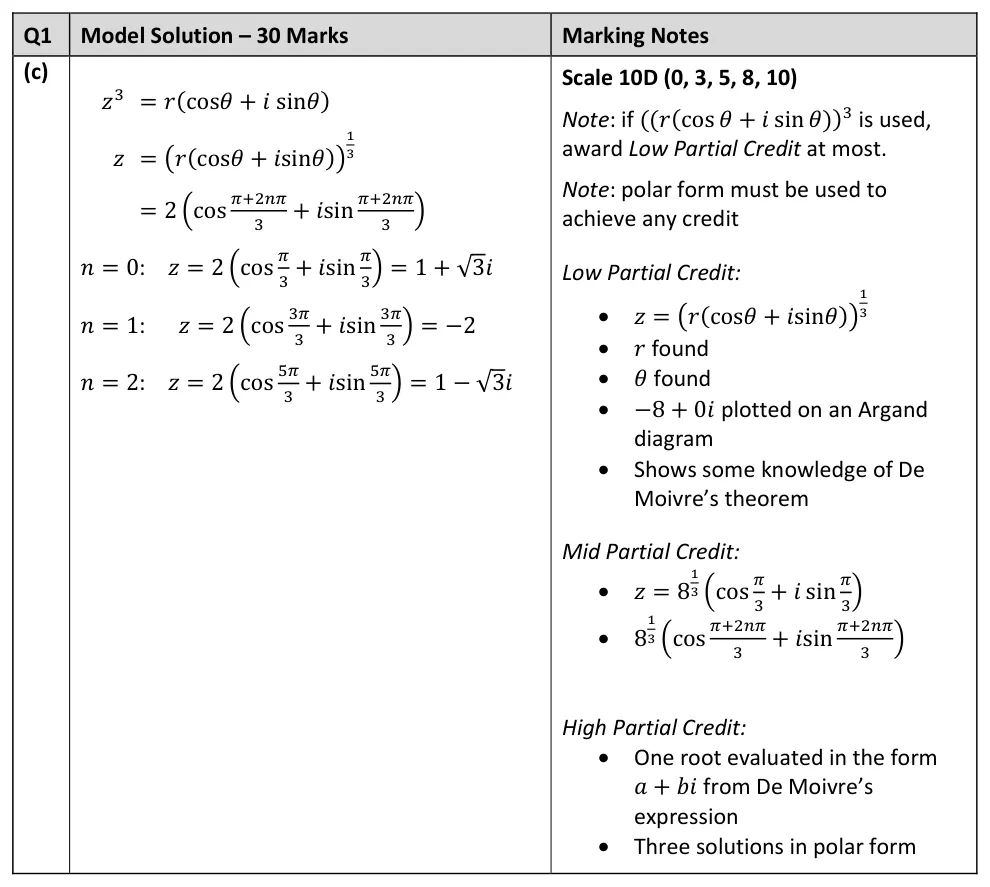 Q1 Model Solution – 30 Marks Marking Notes
(c)
z³ = r(cosθ + i sinθ)
z = (r(cosθ + isinθ))^(1/3)
= 2 (cos (π+2nπ)/3 + isin (π+2nπ)/3)
n = 0: z = 2 (cos π/3 + isin π/3) = 1 + √3i
n = 1: z = 2 (cos 3π/3 + isin 3π/3) = −2
n = 2: z = 2 (cos 5π/3 + isin 5π/3) = 1 − √3i
Scale 10D (0, 3, 5, 8, 10)
Note: if ((r(cos θ + i sin θ))³ is used,
award Low Partial Credit at most.
Note: polar form must be used to
achieve any credit
Low Partial Credit:
• z = (r(cosθ + isinθ))^(1/3)
• r found
• θ found
• −8 + 0i plotted on an Argand
diagram
• Shows some knowledge of De
Moivre’s theorem
Mid Partial Credit:
• z = 8^(1/3) (cos π/3 + i sin π/3)
• 8^(1/3) (cos (π+2nπ)/3 + isin (π+2nπ)/3)
High Partial Credit:
• One root evaluated in the form
a + bi from De Moivre’s
expression
• Three solutions in polar form